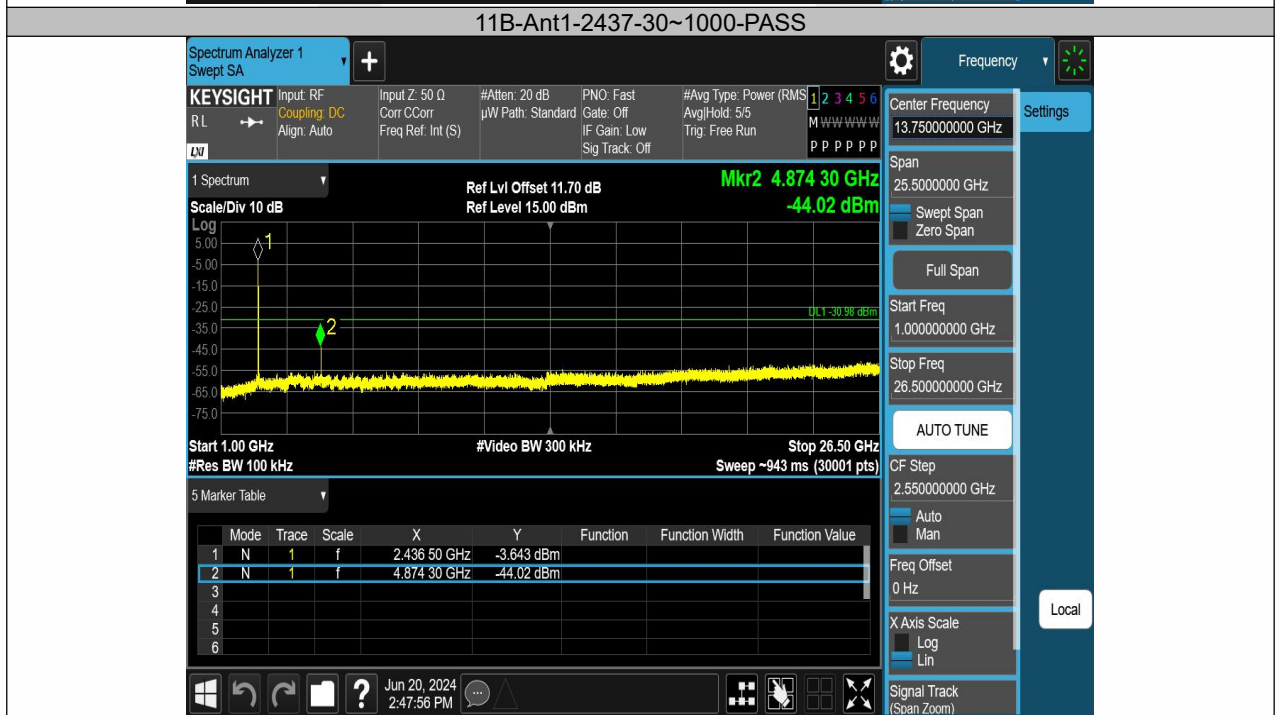 11B-Ant1-2437-30~1000-PASS
Spectrum Analyzer 1
Swept SA
+
Frequency
KEYSIGHT
RL
LXI
Input: RF
Coupling: DC
Align: Auto
Input Z: 50 Ω
Corr CCorr
Freq Ref: Int (S)
#Atten: 20 dB
µW Path: Standard
PNO: Fast
Gate: Off
IF Gain: Low
Sig Track: Off
#Avg Type: Power (RMS
Avg|Hold: 5/5
Trig: Free Run
1 2 3 4 5 6
M W W W W W
P P P P P P
1 Spectrum
Scale/Div 10 dB
Ref Lvl Offset 11.70 dB
Ref Level 15.00 dBm
Mkr2 4.874 30 GHz
-44.02 dBm
Log
5.00
-5.00
-15.0
-25.0
-35.0
-45.0
-55.0
-65.0
-75.0
1
2
DL1 -30.98 dBm
Start 1.00 GHz
#Video BW 300 kHz
Stop 26.50 GHz
#Res BW 100 kHz
Sweep ~943 ms (30001 pts)
5 Marker Table
Mode Trace Scale X Y Function Function Width Function Value
1 N 1 f 2.436 50 GHz -3.643 dBm
2 N 1 f 4.874 30 GHz -44.02 dBm
3
4
5
6
Jun 20, 2024
2:47:56 PM
?
Center Frequency
13.750000000 GHz
Settings
Span
25.5000000 GHz
Swept Span
Zero Span
Full Span
Start Freq
1.000000000 GHz
Stop Freq
26.500000000 GHz
AUTO TUNE
CF Step
2.550000000 GHz
Auto
Man
Freq Offset
0 Hz
Local
X Axis Scale
Log
Lin
Signal Track
(Span Zoom)